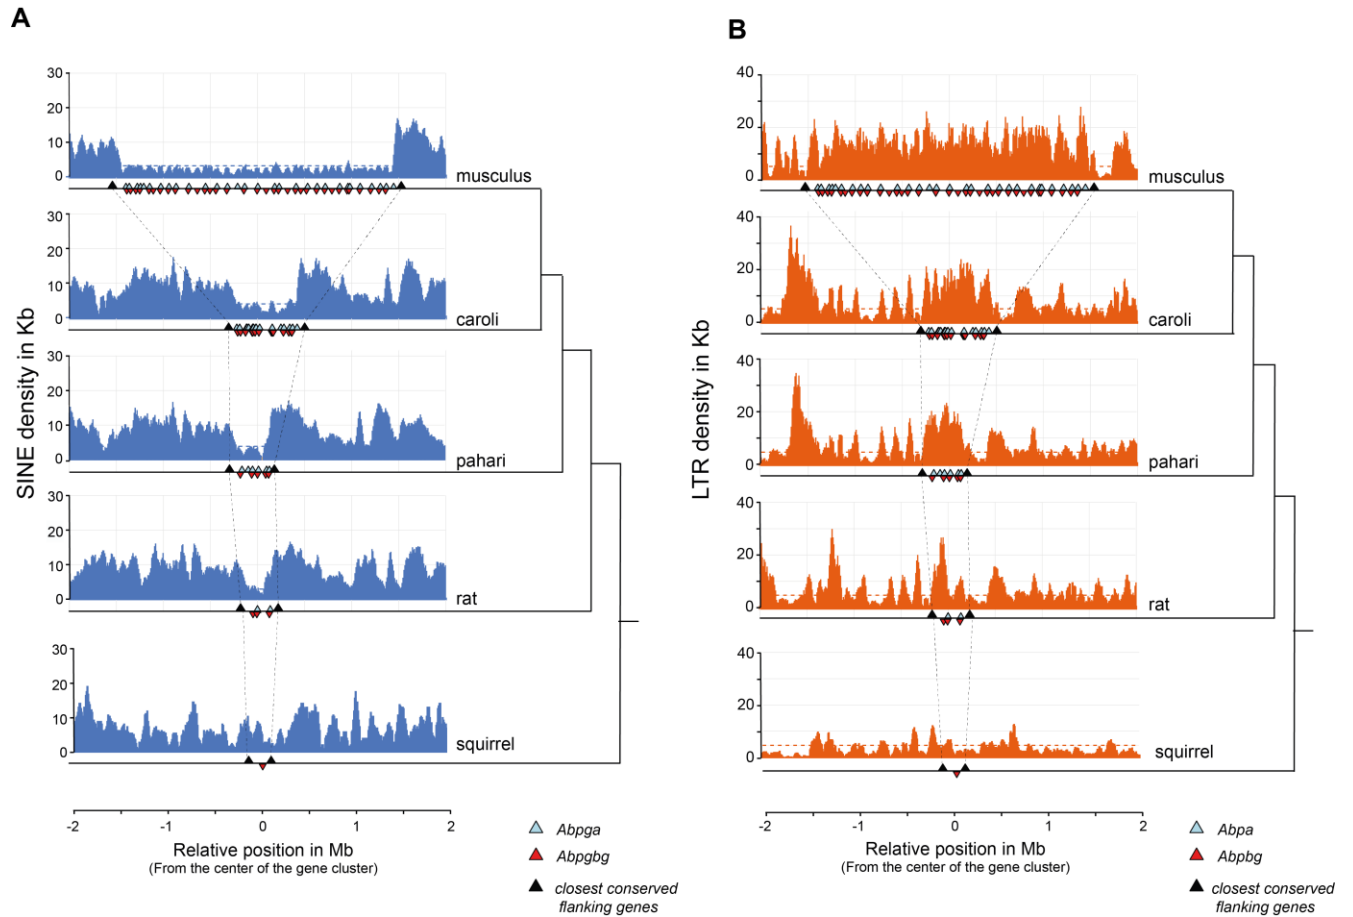 A
SINE density in Kb
30
20
10
0
musculus
30
20
10
0
caroli
30
20
10
0
pahari
30
20
10
0
rat
30
20
10
0
squirrel
-2 -1 0 1 2
Relative position in Mb
(From the center of the gene cluster)
Abpga
Abpgbg
closest conserved
flanking genes
B
LTR density in Kb
40
20
0
musculus
40
20
0
caroli
40
20
0
pahari
40
20
0
rat
40
20
0
squirrel
-2 -1 0 1 2
Relative position in Mb
(From the center of the gene cluster)
Abpa
Abpbg
closest conserved
flanking genes